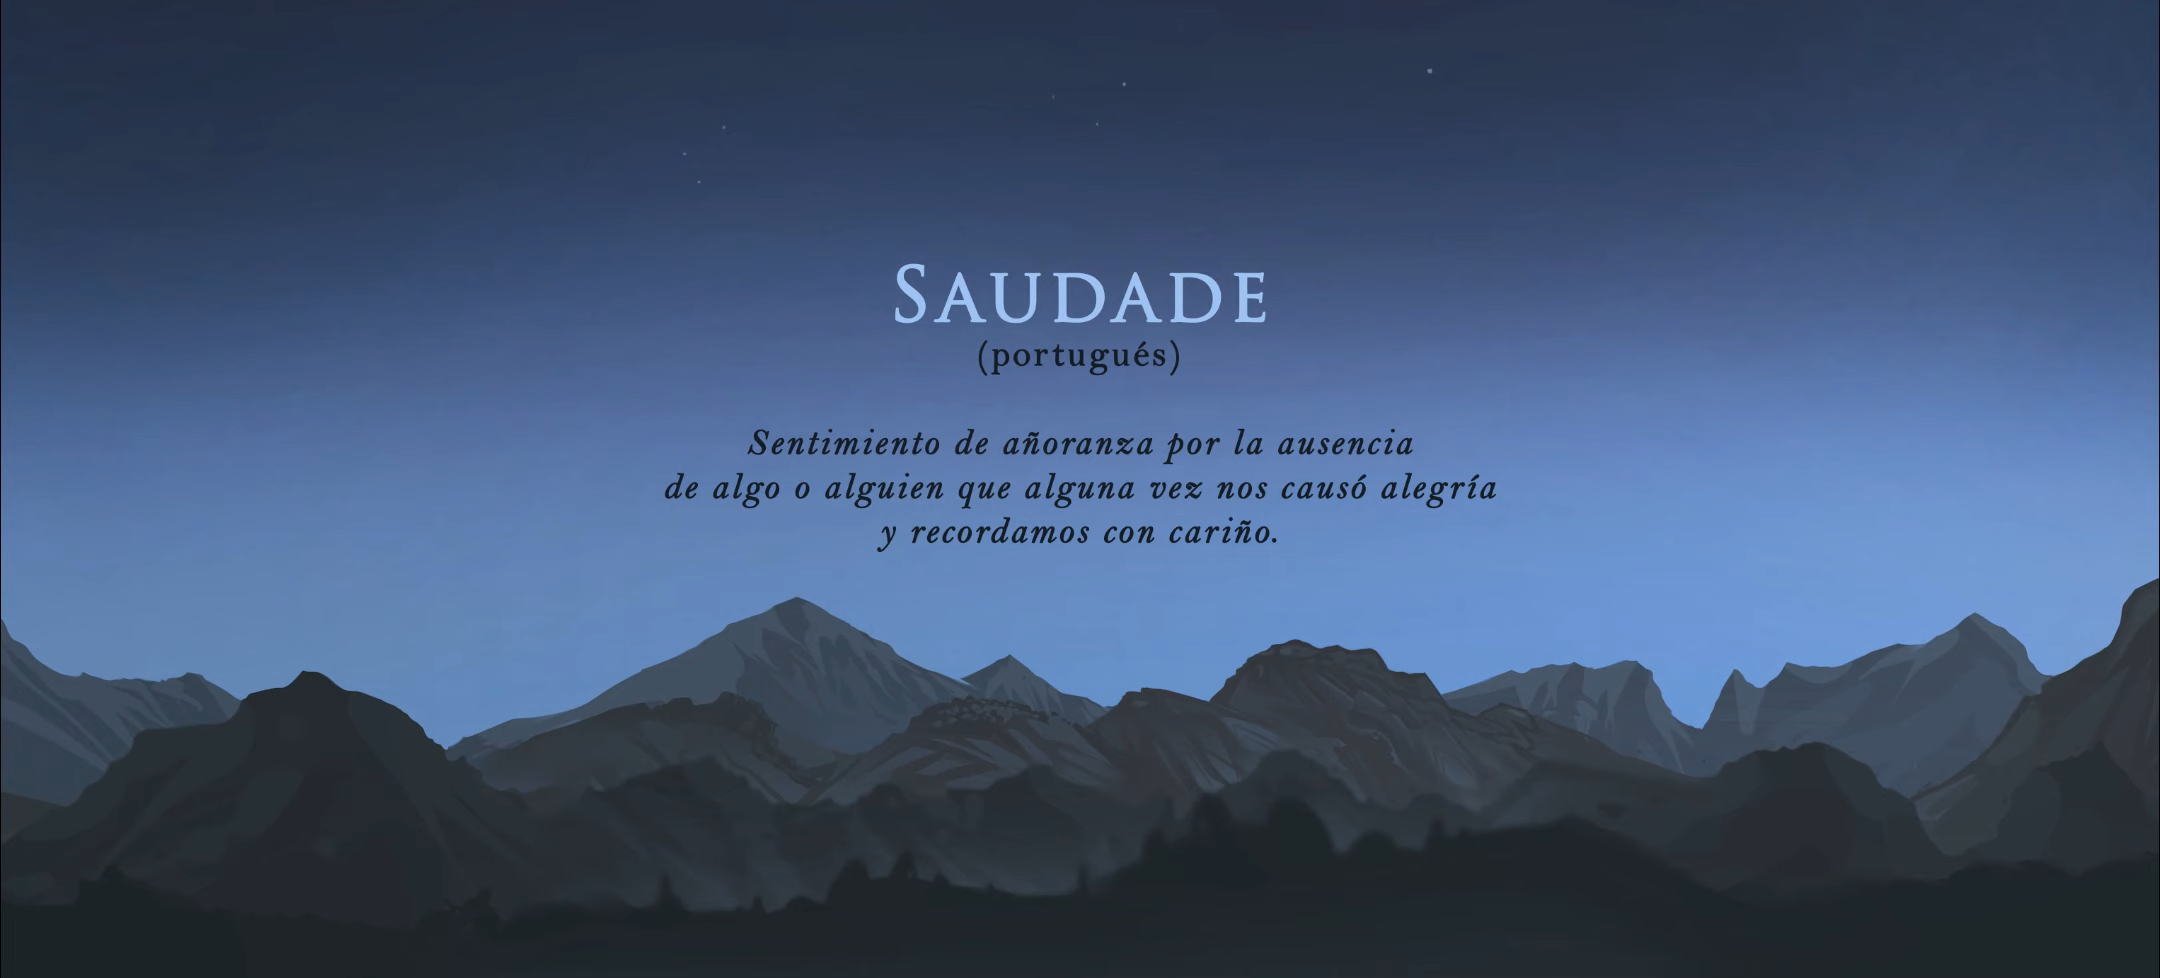 Saudade
(portugués)
Sentimiento de añoranza por la ausencia
de algo o alguien que alguna vez nos causó alegría
y recordamos con cariño.